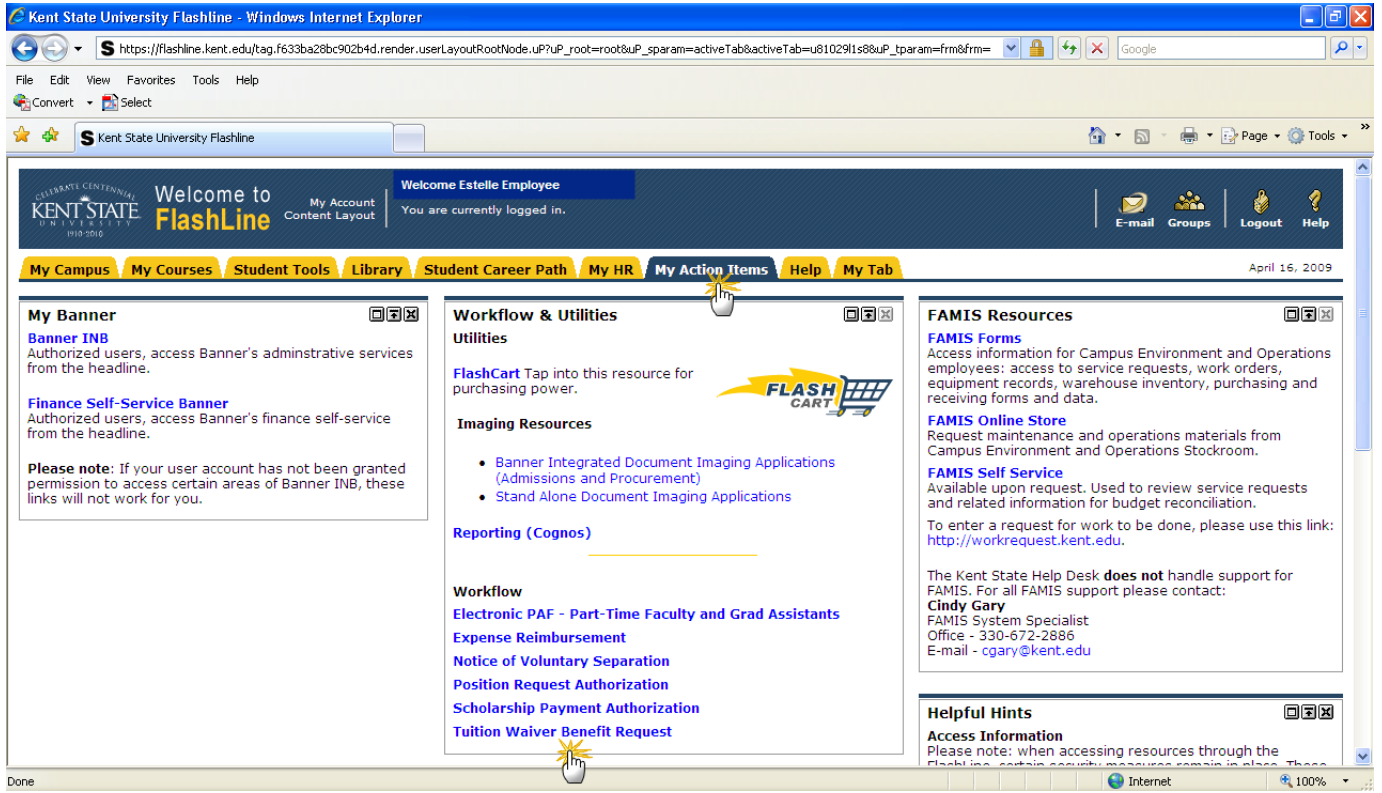 Kent State University Flashline - Windows Internet Explorer
https://flashline.kent.edu/tag.f633ba28bc902b4d.render.userLayoutRootNode.uP?uP_root=root&uP_sparam=activeTab&activeTab=u81029l1s8&uP_tparam=frm&frm=
Google
File Edit View Favorites Tools Help
Convert Select
Kent State University Flashline
Page Tools »
CELEBRATE CENTENNIAL
KENT STATE
UNIVERSITY
1910-2010
Welcome to
FlashLine
My Account
Content Layout
Welcome Estelle Employee
You are currently logged in.
E-mail Groups Logout Help
My Campus My Courses Student Tools Library Student Career Path My HR My Action Items Help My Tab
April 16, 2009
My Banner
Banner INB
Authorized users, access Banner's adminstrative services
from the headline.
Finance Self-Service Banner
Authorized users, access Banner's finance self-service
from the headline.
Please note: If your user account has not been granted
permission to access certain areas of Banner INB, these
links will not work for you.
Workflow & Utilities
Utilities
FlashCart Tap into this resource for
purchasing power.
FLASH
CART
Imaging Resources
• Banner Integrated Document Imaging Applications
(Admissions and Procurement)
• Stand Alone Document Imaging Applications
Reporting (Cognos)
Workflow
Electronic PAF - Part-Time Faculty and Grad Assistants
Expense Reimbursement
Notice of Voluntary Separation
Position Request Authorization
Scholarship Payment Authorization
Tuition Waiver Benefit Request
FAMIS Resources
FAMIS Forms
Access information for Campus Environment and Operations
employees: access to service requests, work orders,
equipment records, warehouse inventory, purchasing and
receiving forms and data.
FAMIS Online Store
Request maintenance and operations materials from
Campus Environment and Operations Stockroom.
FAMIS Self Service
Available upon request. Used to review service requests
and related information for budget reconciliation.
To enter a request for work to be done, please use this link:
http://workrequest.kent.edu.
The Kent State Help Desk does not handle support for
FAMIS. For all FAMIS support please contact:
Cindy Gary
FAMIS System Specialist
Office - 330-672-2886
E-mail - cgary@kent.edu
Helpful Hints
Access Information
Please note: when accessing resources through the
FlashLine, certain security measures remain in place. These
Done
Internet
100%